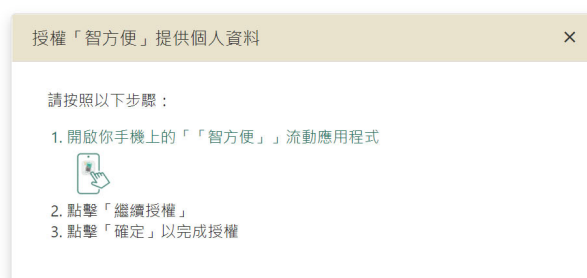 授權「智方便」提供個人資料
請按照以下步驟：
1. 開啟你手機上的「「智方便」」流動應用程式
2. 點擊「繼續授權」
3. 點擊「確定」以完成授權